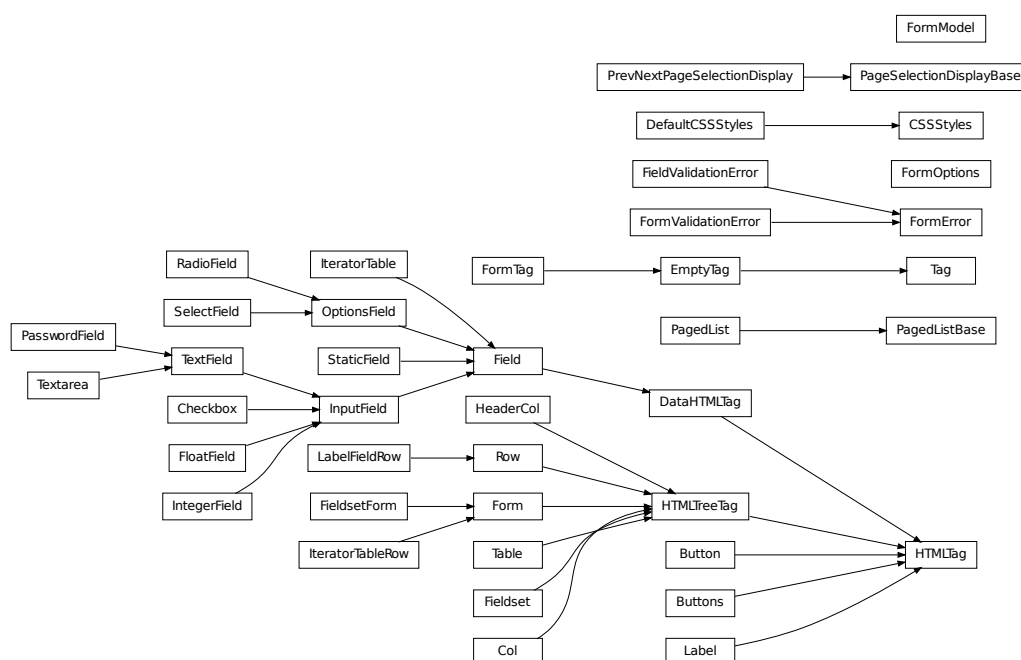 FormModel
PrevNextPageSelectionDisplay
PageSelectionDisplayBase
DefaultCSSStyles
CSSStyles
FieldValidationError
FormOptions
FormValidationError
FormError
RadioField
IteratorTable
FormTag
EmptyTag
Tag
SelectField
OptionsField
PasswordField
PagedList
PagedListBase
TextField
StaticField
Field
Textarea
Checkbox
InputField
HeaderCol
DataHTMLTag
FloatField
LabelFieldRow
Row
IntegerField
FieldsetForm
Form
HTMLTreeTag
IteratorTableRow
Table
Button
HTMLTag
Fieldset
Buttons
Col
Label